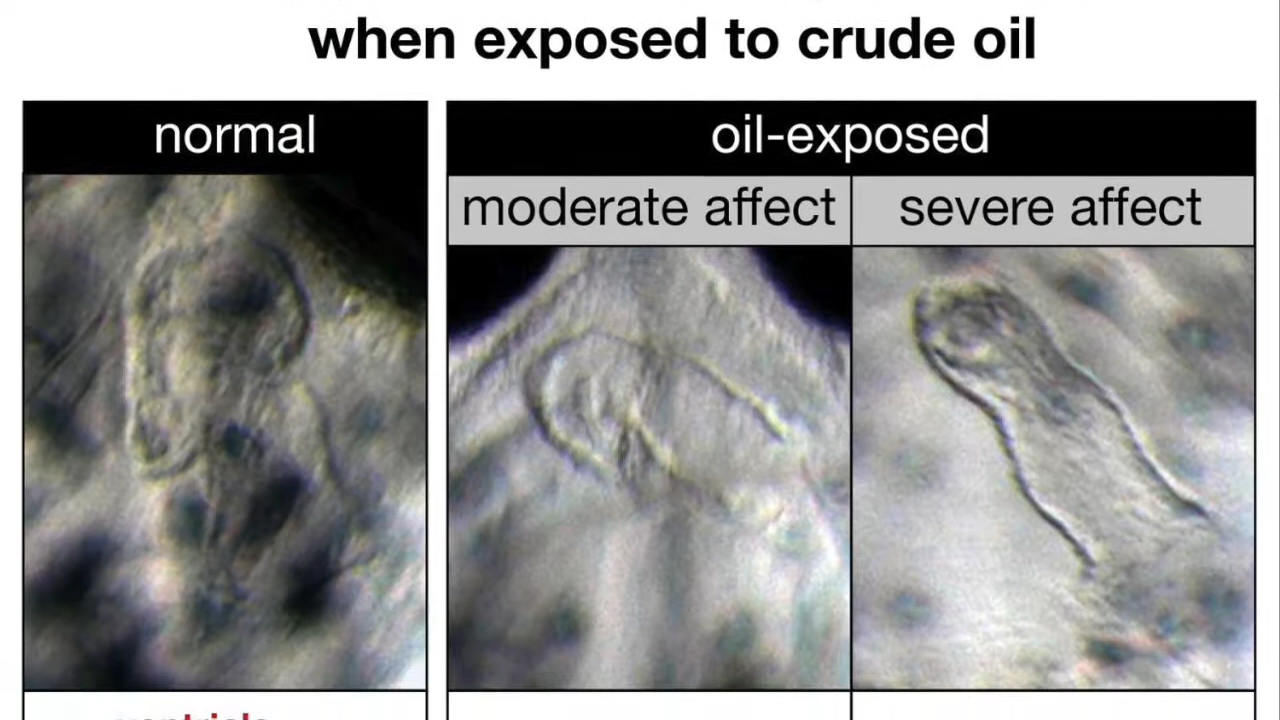 when exposed to crude oil
normal
oil-exposed
moderate affect
severe affect